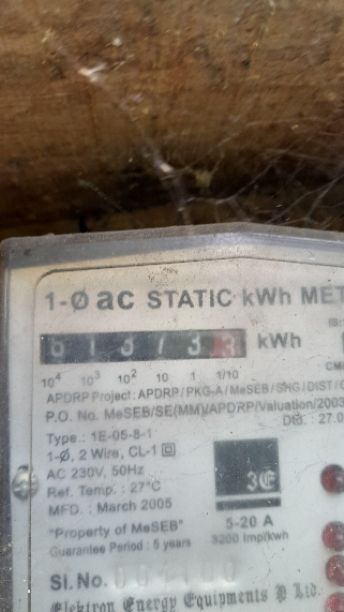 1-Ø ac STATIC kWh MET
kWh
10⁴ 10³ 10² 10 1 1/10
APDRP Project: APDRP/PKG-A/MeSEB/SHG/DIST/
P.O. No. MeSEB/SE(MM)/APDRP/Valuation/2003
Type.: 1E-05-8-1
1-Ø, 2 Wire, CL-1
AC 230V, 50Hz
Ref. Temp.: 27°C
MFD.: March 2005
"Property of MeSEB"
Guarantee Period: 5 years
3E
5-20 A
3200 Imp/kwh
Sl.No.
Elektron Energy Equipments P Ltd.